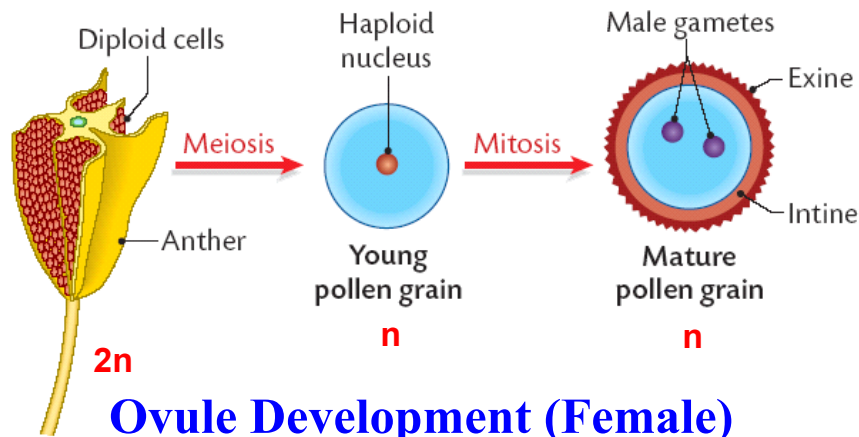 Diploid cells
Haploid
nucleus
Male gametes
Exine
Meiosis
Mitosis
Anther
Intine
Young
pollen grain
Mature
pollen grain
2n
n
n
Ovule Development (Female)